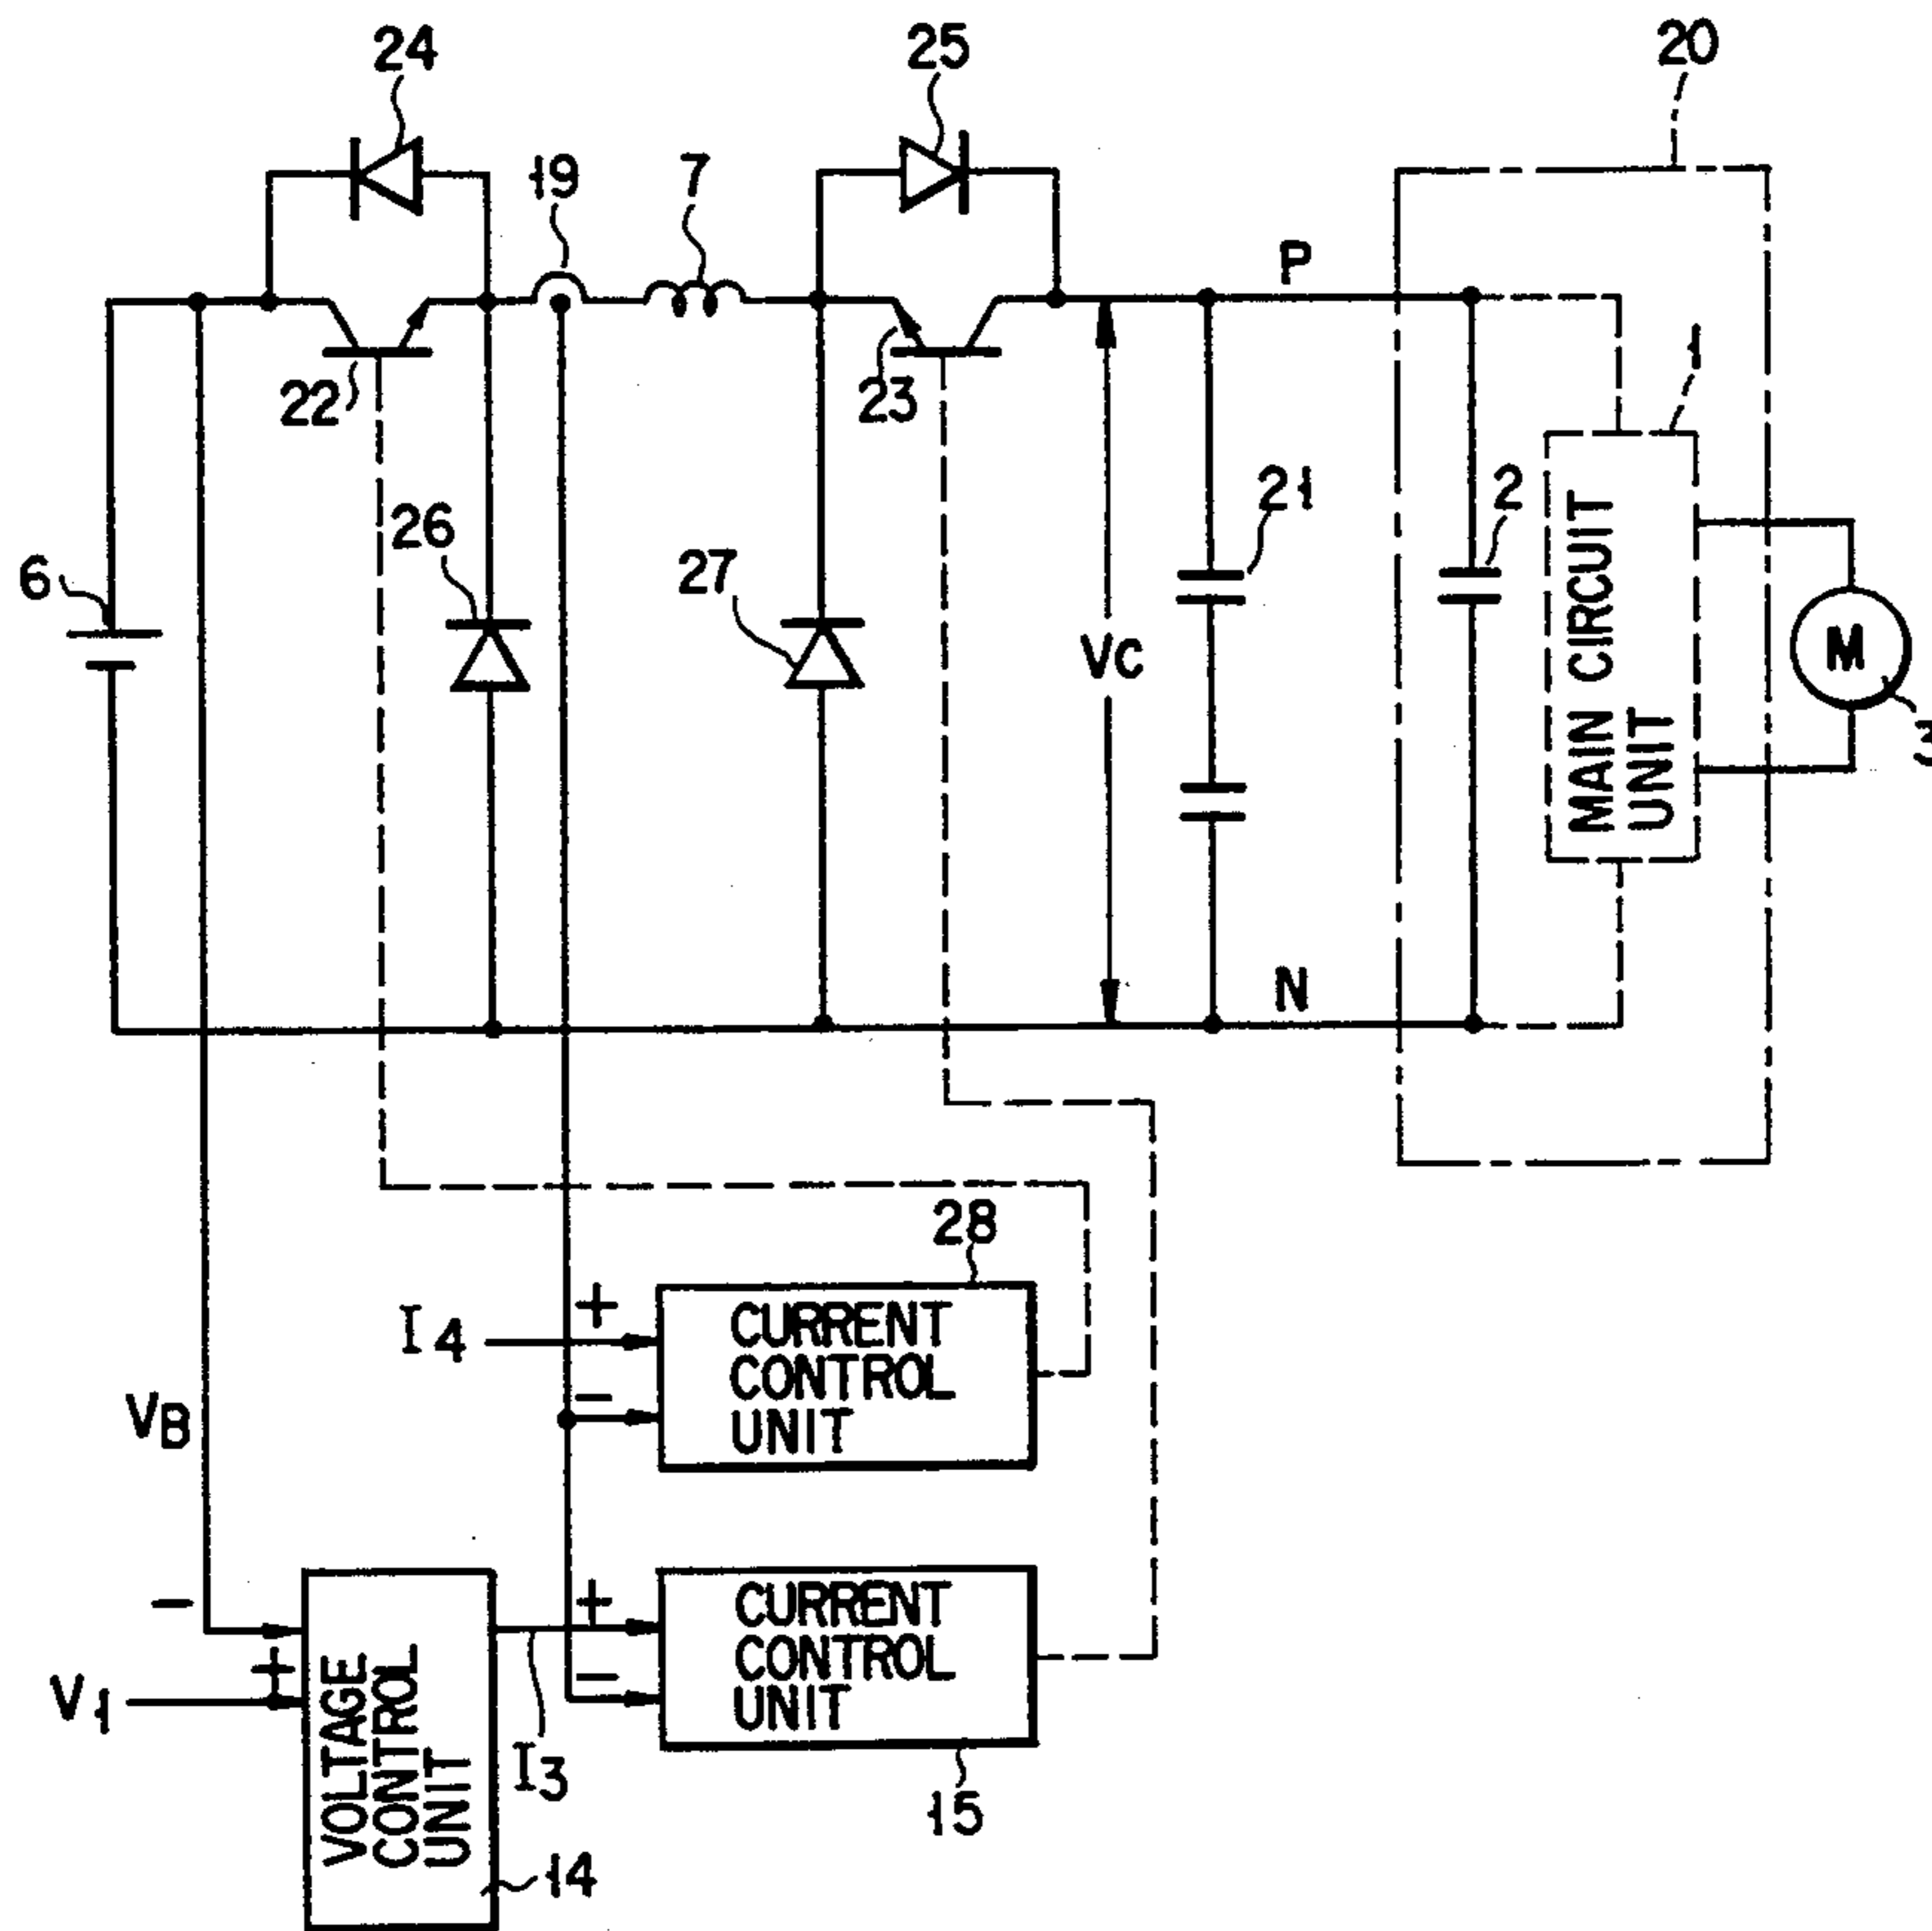 24
25
20
19
7
P
1
22
23
21
2
26
6
27
VC
MAIN CIRCUIT
UNIT
M
3
N
28
I4
+
CURRENT
CONTROL
UNIT
−
VB
−
+
V1
VOLTAGE
CONTROL
UNIT
+
CURRENT
CONTROL
UNIT
−
I3
15
14